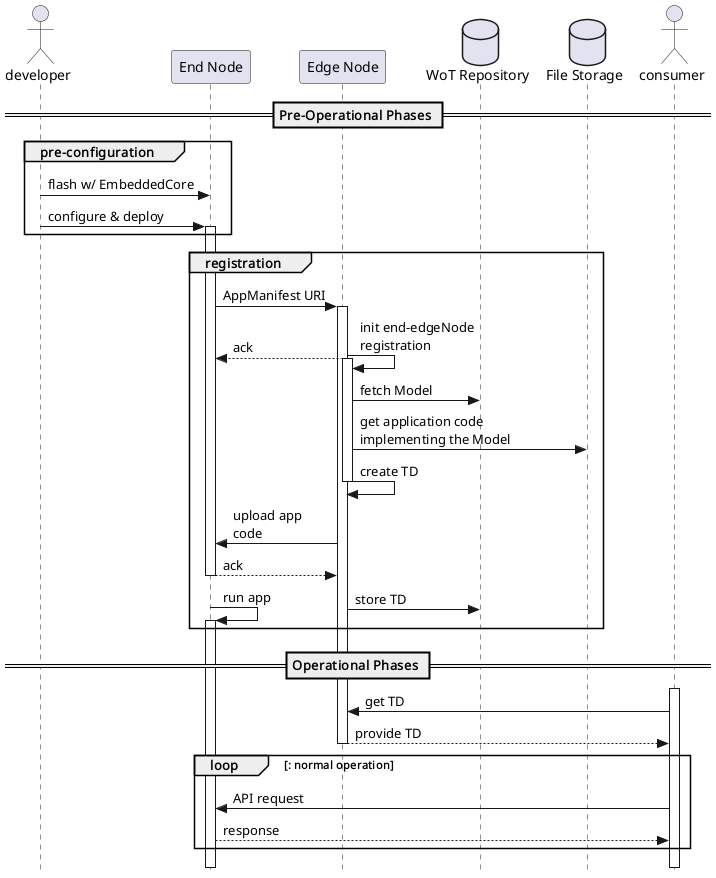 developer
End Node
Edge Node
WoT Repository
File Storage
consumer
Pre-Operational Phases
pre-configuration
flash w/ EmbeddedCore
configure & deploy
registration
AppManifest URI
init end-edgeNode
registration
ack
fetch Model
get application code
implementing the Model
create TD
upload app
code
ack
run app
store TD
Operational Phases
get TD
provide TD
loop [: normal operation]
API request
response